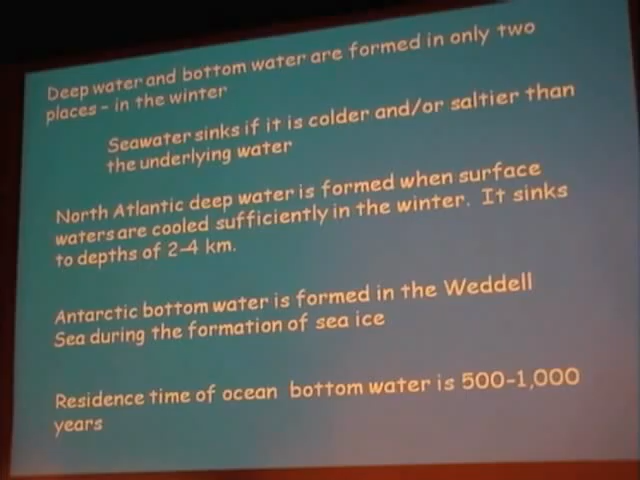 Deep water and bottom water are formed in only two
places - in the winter
Seawater sinks if it is colder and/or saltier than
the underlying water
North Atlantic deep water is formed when surface
waters are cooled sufficiently in the winter. It sinks
to depths of 2-4 km.
Antarctic bottom water is formed in the Weddell
Sea during the formation of sea ice
Residence time of ocean bottom water is 500-1,000
years